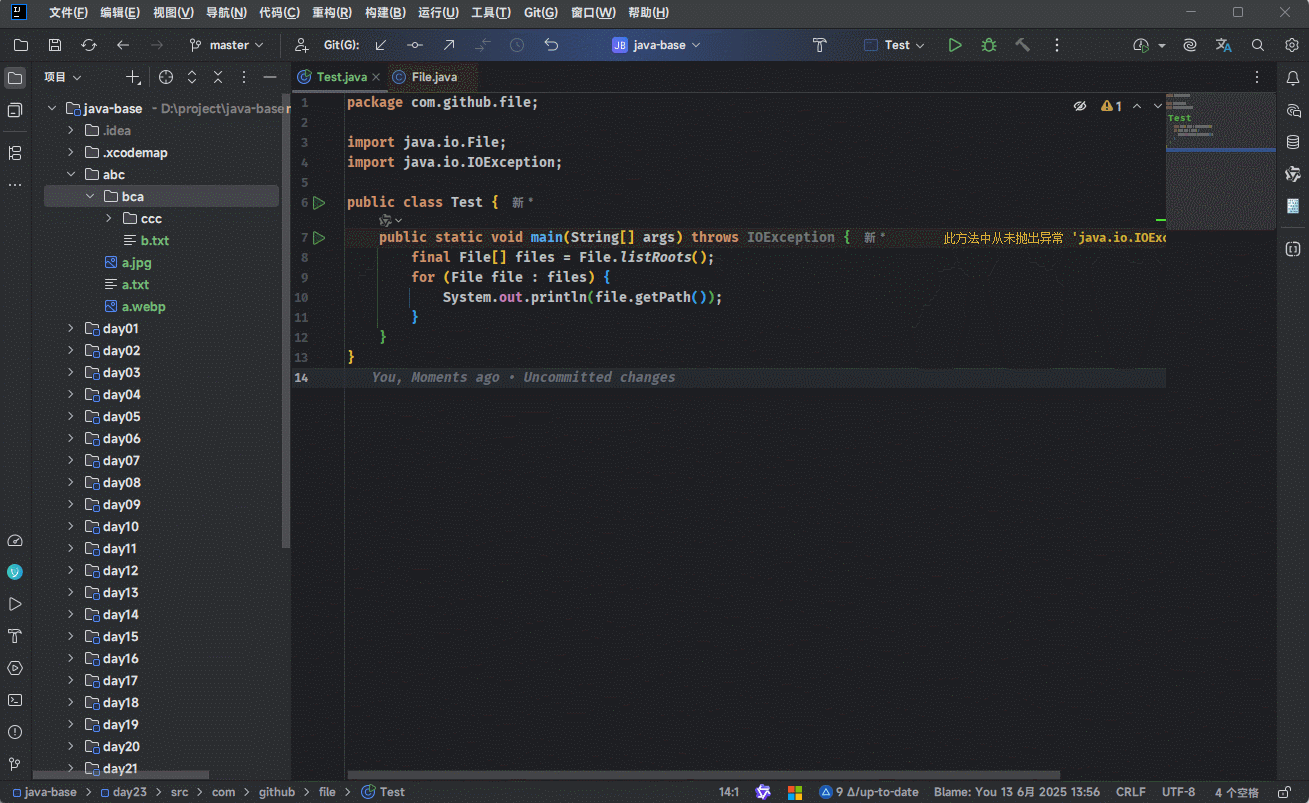 文件(F) 编辑(E) 视图(V) 导航(N) 代码(C) 重构(R) 构建(B) 运行(U) 工具(T) Git(G) 窗口(W) 帮助(H)
master Git(G): JB java-base Test
项目
Test.java File.java
java-base - D:\project\java-base
.idea
.xcodemap
abc
bca
ccc
b.txt
a.jpg
a.txt
a.webp
day01
day02
day03
day04
day05
day06
day07
day08
day09
day10
day11
day12
day13
day14
day15
day16
day17
day18
day19
day20
day21
1 package com.github.file;
2
3 import java.io.File;
4 import java.io.IOException;
5
6 public class Test { 新 *
7 public static void main(String[] args) throws IOException { 新 * 此方法中从未抛出异常 'java.io.IOExc
8 final File[] files = File.listRoots();
9 for (File file : files) {
10 System.out.println(file.getPath());
11 }
12 }
13 }
14 You, Moments ago • Uncommitted changes
1
Test
java-base > day23 > src > com > github > file > Test
14:1 9 Δ/up-to-date Blame: You 13 6月 2025 13:56 CRLF UTF-8 4 个空格